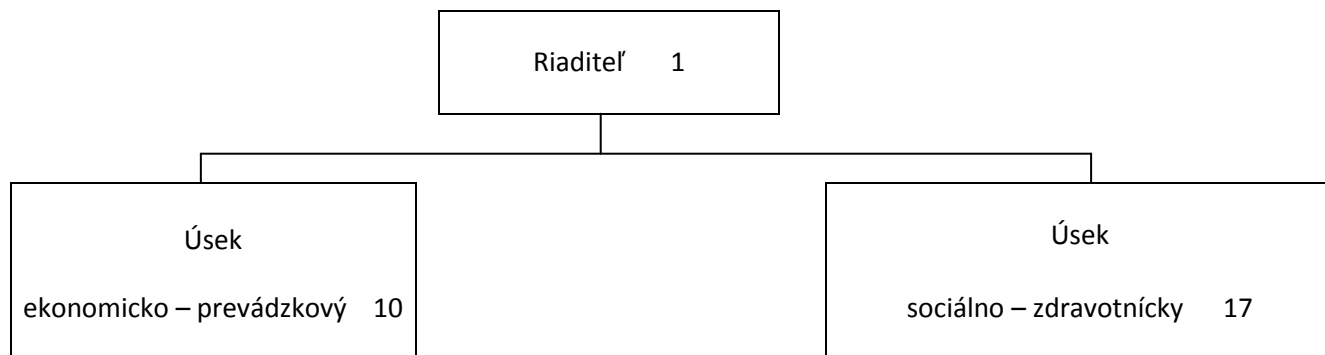 Riaditeľ 1
Úsek
ekonomicko – prevádzkový 10
Úsek
sociálno – zdravotnícky 17